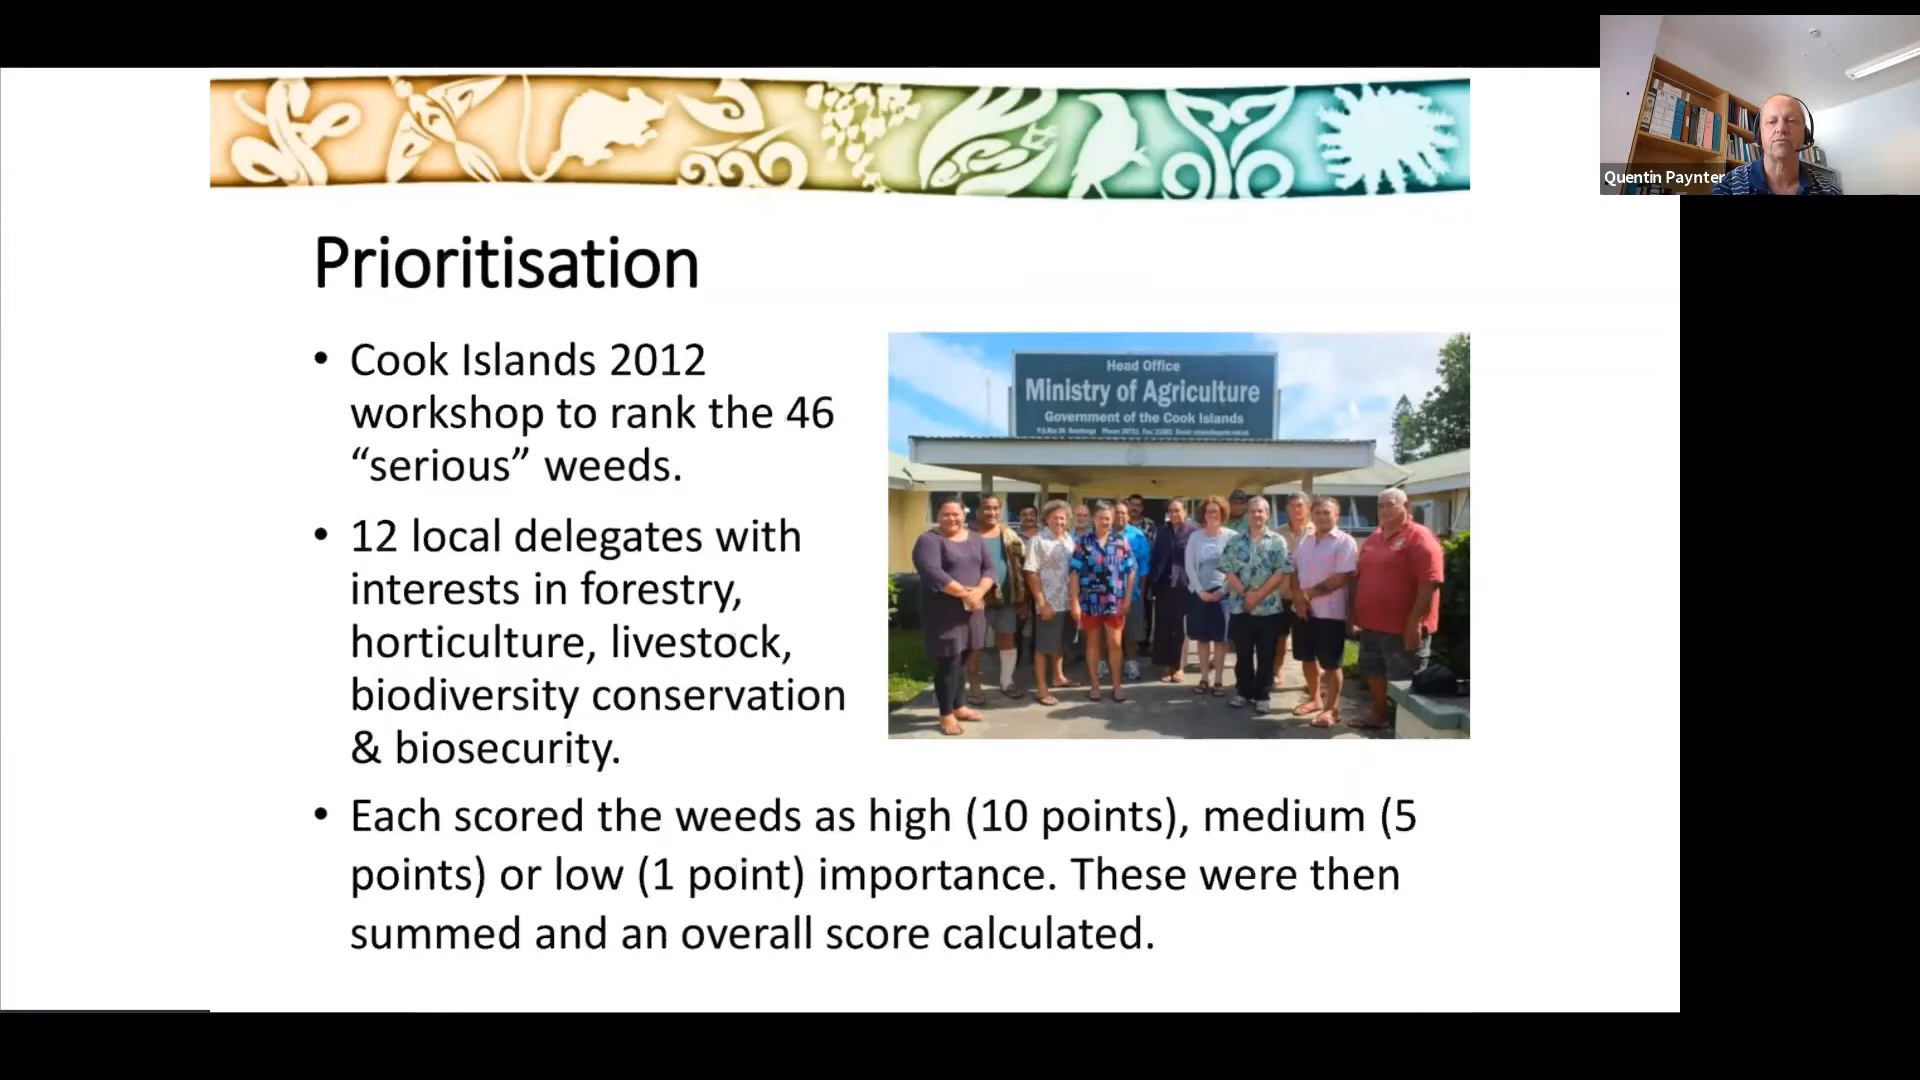 Quentin Paynter
Prioritisation
• Cook Islands 2012
workshop to rank the 46
“serious” weeds.
• 12 local delegates with
interests in forestry,
horticulture, livestock,
biodiversity conservation
& biosecurity.
• Each scored the weeds as high (10 points), medium (5
points) or low (1 point) importance. These were then
summed and an overall score calculated.
Head Office
Ministry of Agriculture
Government of the Cook Islands